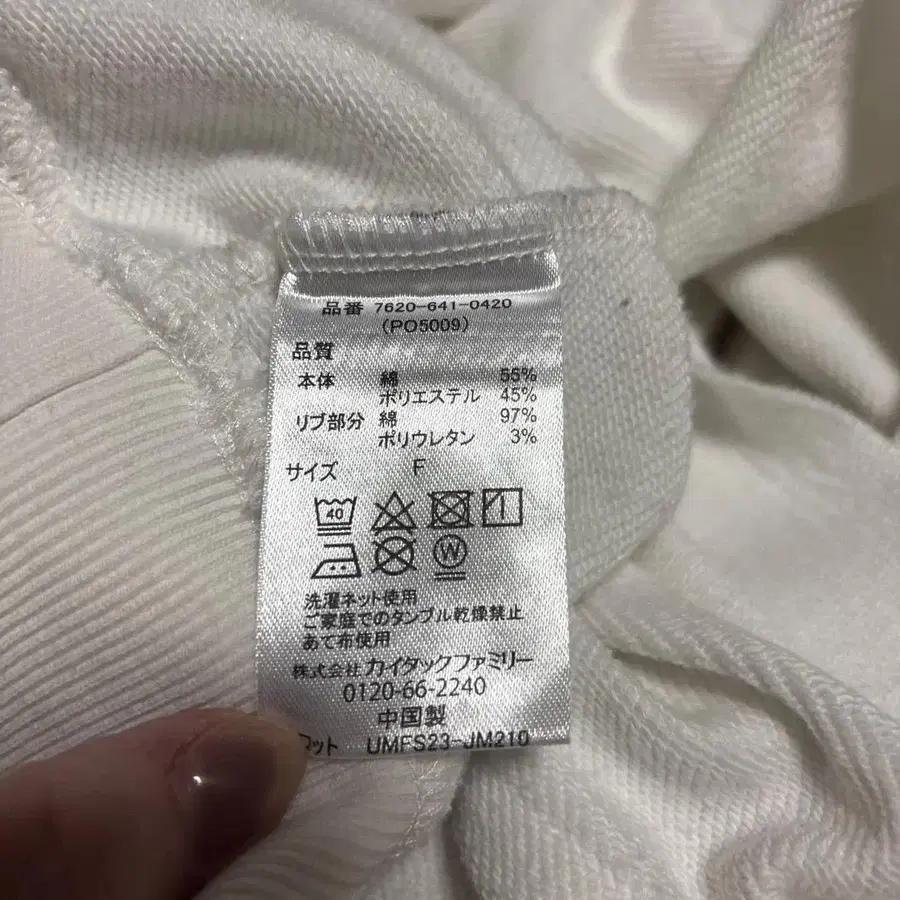 品番 7620-641-0420
(PO5009)
品質
本体 綿 55%
ポリエステル 45%
リブ部分 綿 97%
ポリウレタン 3%
サイズ F
40
W
洗濯ネット使用
ご家庭でのタンブル乾燥禁止
あて布使用
株式会社カイタックファミリー
0120-66-2240
中国製
ロット UMFS23-JM210